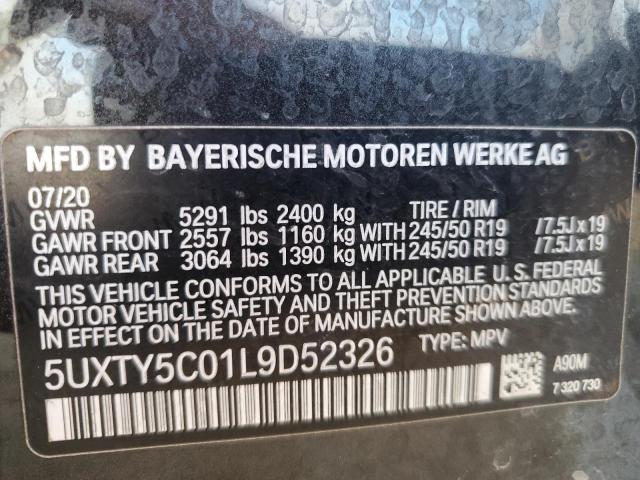 MFD BY BAYERISCHE MOTOREN WERKE AG
07/20
GVWR 5291 lbs 2400 kg TIRE / RIM
GAWR FRONT 2557 lbs 1160 kg WITH 245/50 R19 /7.5J x 19
GAWR REAR 3064 lbs 1390 kg WITH 245/50 R19 /7.5J x 19
THIS VEHICLE CONFORMS TO ALL APPLICABLE U.S. FEDERAL
MOTOR VEHICLE SAFETY AND THEFT PREVENTION STANDARDS
IN EFFECT ON THE DATE OF MANUFACTURE SHOWN ABOVE.
5UXTY5C01L9D52326 TYPE: MPV
A90M
7 320 730